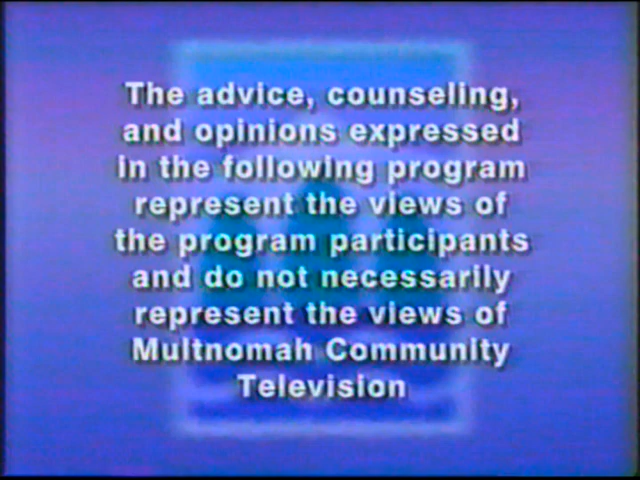 The advice, counseling,
and opinions expressed
in the following program
represent the views of
the program participants
and do not necessarily
represent the views of
Multnomah Community
Television